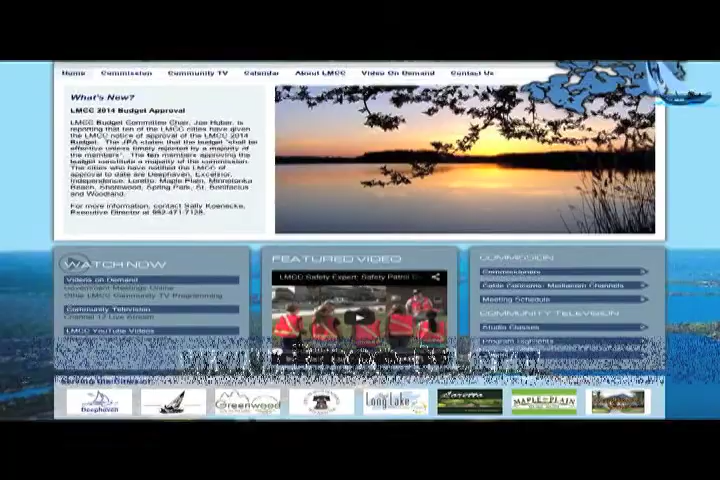 Home Commission Community TV Calendar About LMCC Video On Demand Contact Us
What's New?
LMCC 2014 Budget Approval
LMCC Budget Committee Chair, Joe Huber, is
reporting that ten of the LMCC cities have given
the LMCC notice of approval of the LMCC 2014
Budget. The JPA states that the budget "shall be
effective unless timely rejected by a majority of
the members". The ten members approving the
budget constitute a majority of the commission.
The cities who have notified the LMCC of
approval to date are Deephaven, Excelsior,
Independence, Loretto, Maple Plain, Minnetonka
Beach, Shorewood, Spring Park, St. Bonifacius
and Woodland.
For more information, contact Sally Koenecke,
Executive Director at 952-471-7125.
WATCH NOW
Videos on Demand
Government Meetings Online
Other LMCC Community TV Programming
Community Television
Channel 12 Live Stream
LMCC YouTube Videos
FEATURED VIDEO
LMCC Safety Expert: Safety Patrol
COMMISSION
Commissioners
Cable Concerns: Mediacom Channels
Meeting Schedule
COMMUNITY TELEVISION
Studio Classes
Program Highlights
Deephaven
Greenwood
Long Lake
Loretto
MAPLE PLAIN